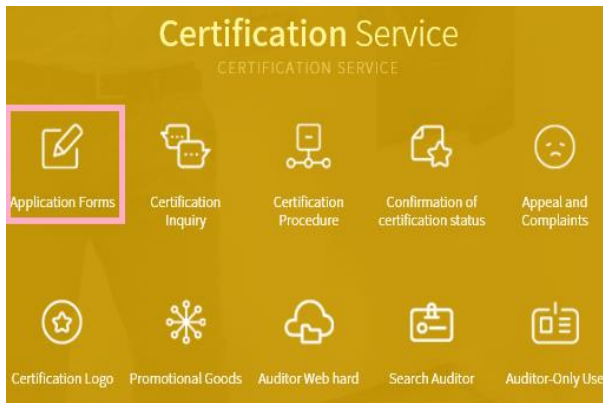 Certification Service
CERTIFICATION SERVICE
Application Forms
Certification
Inquiry
Certification
Procedure
Confirmation of
certification status
Appeal and
Complaints
Certification Logo
Promotional Goods
Auditor Web hard
Search Auditor
Auditor-Only Use